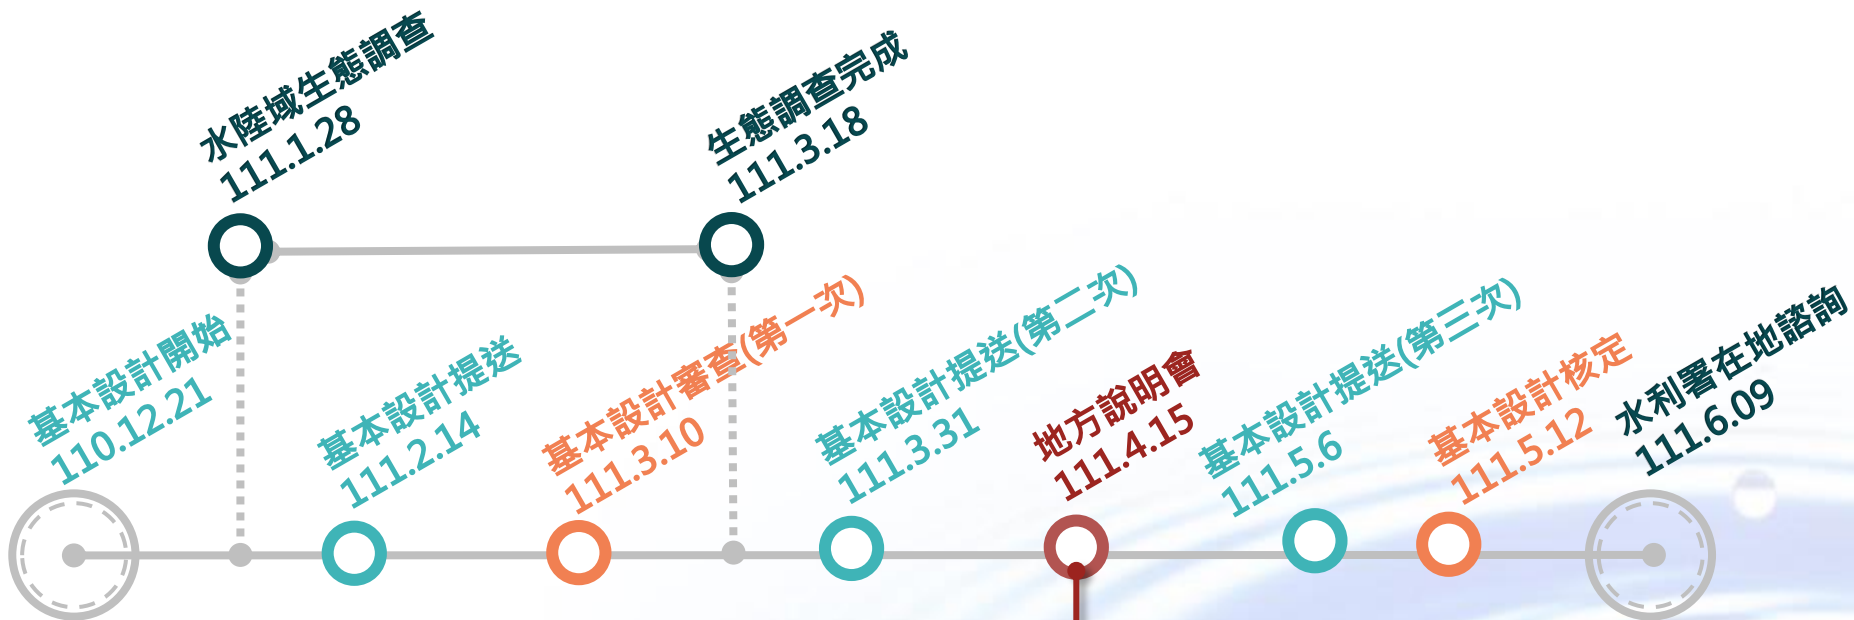 水陸域生態調查
111.1.28
生態調查完成
111.3.18
基本設計開始
110.12.21
基本設計提送
111.2.14
基本設計審查(第一次)
111.3.10
基本設計提送(第二次)
111.3.31
地方說明會
111.4.15
基本設計提送(第三次)
111.5.6
基本設計核定
111.5.12
水利署在地諮詢
111.6.09